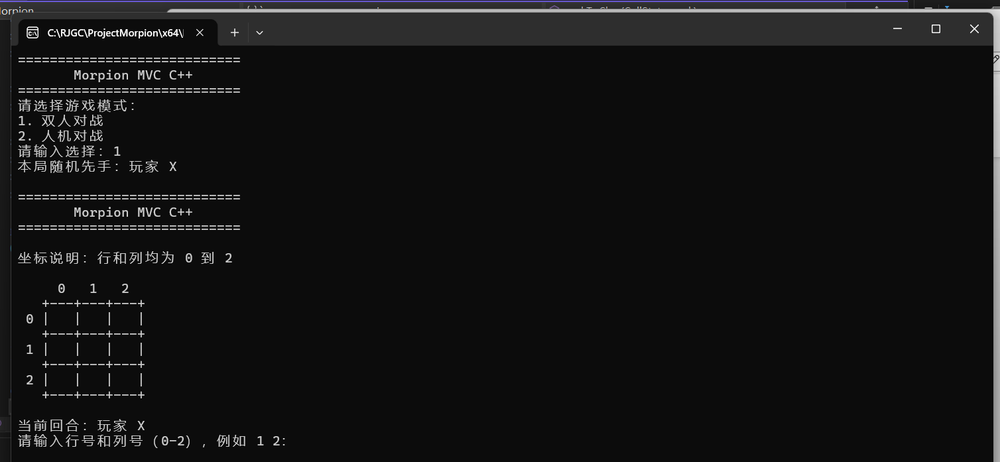 C:\RJGC\ProjectMorpion\x64\
============================
Morpion MVC C++
============================
请选择游戏模式：
1. 双人对战
2. 人机对战
请输入选择：1
本局随机先手：玩家 X
============================
Morpion MVC C++
============================
坐标说明：行和列均为 0 到 2
0   1   2
+---+---+---+
0 |   |   |   |
+---+---+---+
1 |   |   |   |
+---+---+---+
2 |   |   |   |
+---+---+---+
当前回合：玩家 X
请输入行号和列号（0-2），例如 1 2：